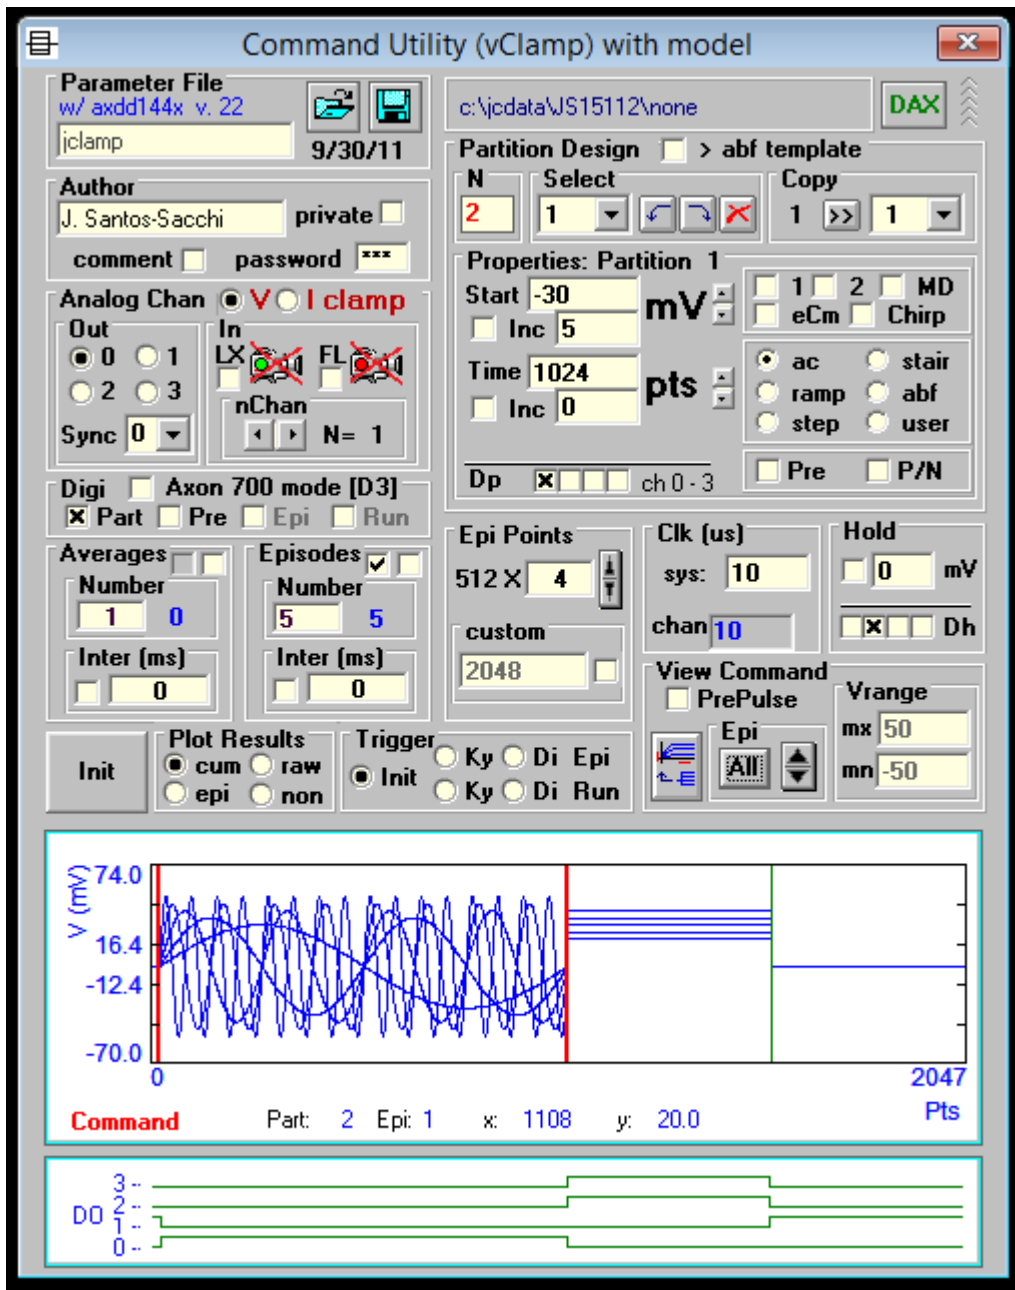 Command Utility (vClamp) with model
Parameter File
w/ axdd144x v. 22
jclamp
9/30/11
c:\jcdata\JS15112\none
DAX
Author
J. Santos-Sacchi
private
comment
password ***
Partition Design > abf template
N
2
Select
1
Copy
1 >> 1
Properties: Partition 1
Start -30
mV
Inc 5
Time 1024
pts
Inc 0
1 2 MD
eCm Chirp
ac stair
ramp abf
step user
Dp
ch 0 - 3
Pre P/N
Analog Chan V I clamp
Out
0 1
2 3
Sync 0
In
LX FL
nChan
N= 1
Digi Axon 700 mode [D3]
Part Pre Epi Run
Averages
Number
1 0
Inter (ms)
0
Episodes
Number
5 5
Inter (ms)
0
Epi Points
512 X 4
custom
2048
Clk (us)
sys: 10
chan 10
Hold
0 mV
Dh
View Command
PrePulse
Epi
All
Vrange
mx 50
mn -50
Init
Plot Results
cum raw
epi non
Trigger
Init
Ky Di Epi
Ky Di Run
V (mV)
74.0
16.4
-12.4
-70.0
0
2047
Pts
Command Part: 2 Epi: 1 x: 1108 y: 20.0
DO
3 --
2 --
1 --
0 --